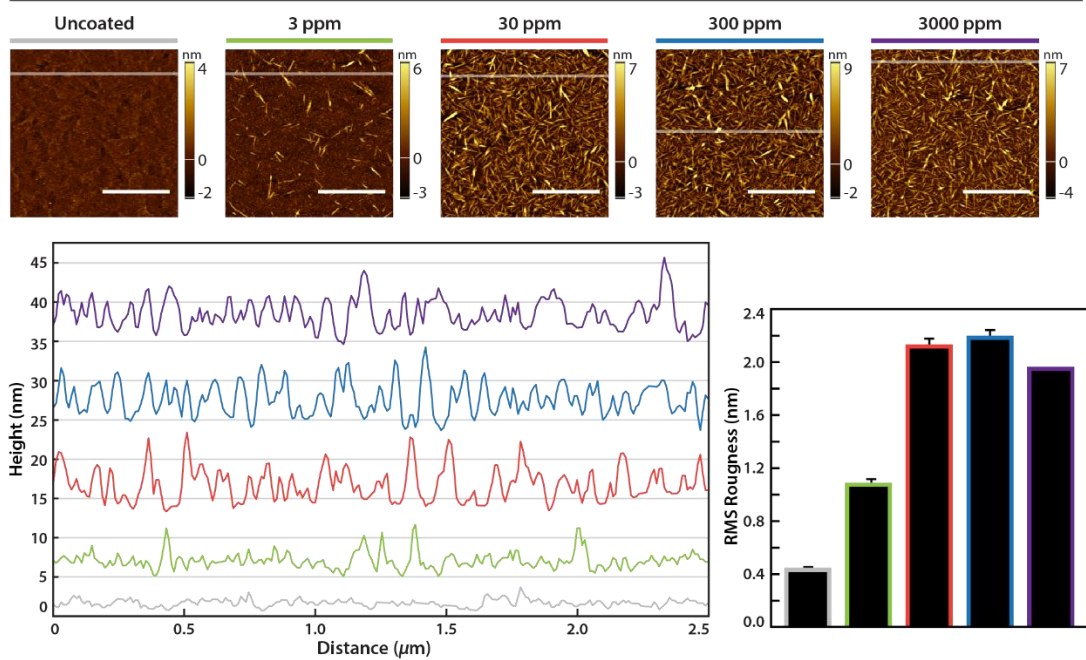 Uncoated
3 ppm
30 ppm
300 ppm
3000 ppm
nm
4
0
-2
nm
6
0
-3
nm
7
0
-3
nm
9
0
-2
nm
7
0
-4
Height (nm)
45
40
35
30
25
20
15
10
5
0
0 0.5 1.0 1.5 2.0 2.5
Distance (μm)
RMS Rougness (nm)
2.4
2.0
1.6
1.2
0.8
0.4
0.0